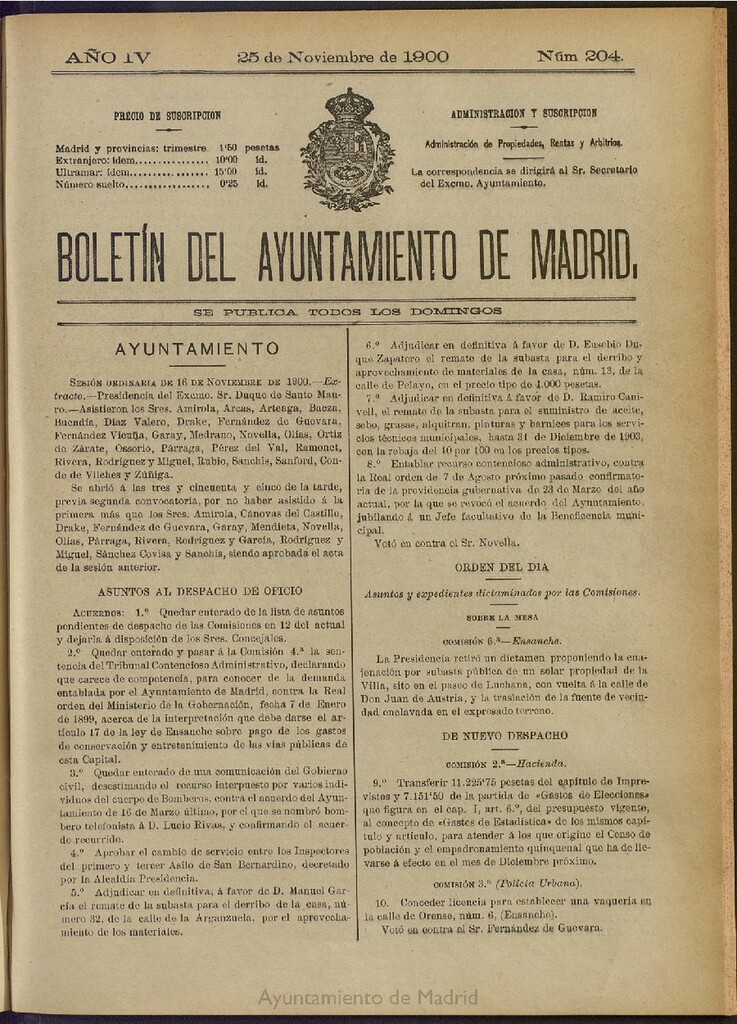 AÑO IV 25 de Noviembre de 1900 Núm 204.
PRECIO DE SUSCRIPCION
Madrid y provincias: trimestre 1'50 pesetas
Extranjero: idem............... 10'00 id.
Ultramar: idem................ 15'00 id.
Número suelto................. 0'25 id.
ADMINISTRACION Y SUSCRIPCION
Administración de Propiedades, Rentas y Arbitrios.
La correspondencia se dirigirá al Sr. Secretario
del Excmo. Ayuntamiento.
BOLETÍN DEL AYUNTAMIENTO DE MADRID.
SE PUBLICA TODOS LOS DOMINGOS
AYUNTAMIENTO
SESIÓN ORDINARIA DE 16 DE NOVIEMBRE DE 1900.—Ex-
tracto.—Presidencia del Excmo. Sr. Duque de Santo Mau-
ro.—Asistieron los Sres. Amirola, Arcas, Arteaga, Baeza,
Buendía, Díaz Valero, Drake, Fernández de Guevara,
Fernández Vicuña, Garay, Medrano, Novella, Olías, Ortiz
de Zárate, Ossorio, Párraga, Pérez del Val, Ramonet,
Rivera, Rodríguez y Miguel, Rubio, Sanchis, Sanford, Con-
de de Vilches y Zúñiga.
Se abrió á las tres y cincuenta y cinco de la tarde,
previa segunda convocatoria, por no haber asistido á la
primera más que los Sres. Amirola, Cánovas del Castillo,
Drake, Fernández de Guevara, Garay, Mendieta, Novella,
Olías, Párraga, Rivera, Rodríguez y García, Rodríguez y
Miguel, Sánchez Covisa y Sanchis, siendo aprobada el acta
de la sesión anterior.
ASUNTOS AL DESPACHO DE OFICIO
ACUERDOS: 1.º Quedar enterado de la lista de asuntos
pendientes de despacho de las Comisiones en 12 del actual
y dejarla á disposición de los Sres. Concejales.
2.º Quedar enterado y pasar á la Comisión 4.ª la sen-
tencia del Tribunal Contencioso Administrativo, declarando
que carece de competencia, para conocer de la demanda
entablada por el Ayuntamiento de Madrid, contra la Real
orden del Ministerio de la Gobernación, fecha 7 de Enero
de 1899, acerca de la interpretación que debe darse el ar-
tículo 17 de la ley de Ensanche sobre pago de los gastos
de conservación y entretenimiento de las vías públicas de
esta Capital.
3.º Quedar enterado de una comunicación del Gobierno
civil, desestimando el recurso interpuesto por varios indi-
viduos del cuerpo de Bomberos, contra el acuerdo del Ayun-
tamiento de 16 de Marzo último, por el que se nombró bom-
bero telefonista á D. Lucio Rivas, y confirmando el acuer-
do recurrido.
4.º Aprobar el cambio de servicio entre los Inspectores
del primero y tercer Asilo de San Bernardino, decretado
por la Alcaldía Presidencia.
5.º Adjudicar en definitiva, á favor de D. Manuel Gar-
cía el remate de la subasta para el derribo de la casa, nú-
mero 32, de la calle de la Arganzuela, por el aprovecha-
miento de los materiales.
6.º Adjudicar en definitiva á favor de D. Eusebio Du-
que Zapatero el remate de la subasta para el derribo y
aprovechamiento de materiales de la casa, núm. 13, de la
calle de Pelayo, en el precio tipo de 4.000 pesetas.
7.º Adjudicar en definitiva á favor de D. Ramiro Cani-
vell, el remate de la subasta para el suministro de aceite,
sebo, grasas, alquitran, pinturas y barnices para los servi-
cios técnicos municipales, hasta 31 de Diciembre de 1903,
con la rebaja del 10 por 100 en los precios tipos.
8.º Entablar recurso contencioso administrativo, contra
la Real orden de 7 de Agosto próximo pasado confirmato-
ria de la providencia gubernativa de 23 de Marzo del año
actual, por la que se revocó el acuerdo del Ayuntamiento,
jubilando á un Jefe facultativo de la Beneficencia muni-
cipal.
Votó en contra el Sr. Novella.
ORDEN DEL DIA
Asuntos y expedientes dictaminados por las Comisiones.
SOBRE LA MESA
COMISIÓN 6.ª—Ensanche.
La Presidencia retiró un dictamen proponiendo la ena-
jenación por subasta pública de un solar propiedad de la
Villa, sito en el paseo de Luchana, con vuelta á la calle de
Don Juan de Austria, y la traslación de la fuente de vecin-
dad enclavada en el expresado terreno.
DE NUEVO DESPACHO
COMISIÓN 2.ª—Hacienda.
9.º Transferir 11.225'75 pesetas del capítulo de Impre-
vistos y 7.151'50 de la partida de «Gastos de Elecciones»
que figura en el cap. I, art. 6.º, del presupuesto vigente,
al concepto de «Gastos de Estadística» de los mismos capí-
tulo y artículo, para atender á los que origine el Censo de
población y el empadronamiento quinquenal que ha de lle-
varse á efecto en el mes de Diciembre próximo.
COMISIÓN 3.ª (Policía Urbana).
10. Conceder licencia para establecer una vaquería en
la calle de Orense, núm. 6, (Ensanche).
Votó en contra el Sr. Fernández de Guevara.
Ayuntamiento de Madrid